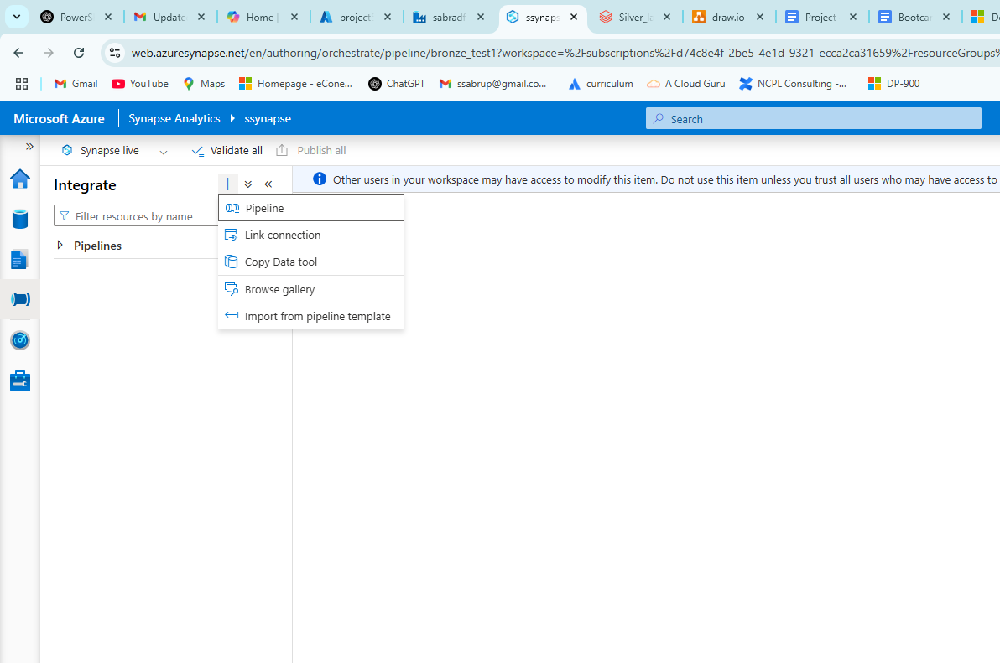 PowerS
Update
Home |
project
sabradf
ssynaps
Silver_la
draw.io
Project
Bootcar
De
web.azuresynapse.net/en/authoring/orchestrate/pipeline/bronze_test1?workspace=%2Fsubscriptions%2Fd74c8e4f-2be5-4e1d-9321-ecca2ca31659%2FresourceGroups%
Gmail
YouTube
Maps
Homepage - eCone...
ChatGPT
ssabrup@gmail.co...
curriculum
A Cloud Guru
NCPL Consulting -...
DP-900
Microsoft Azure
Synapse Analytics
ssynapse
Search
Synapse live
Validate all
Publish all
Integrate
Other users in your workspace may have access to modify this item. Do not use this item unless you trust all users who may have access to
Filter resources by name
Pipelines
Pipeline
Link connection
Copy Data tool
Browse gallery
Import from pipeline template